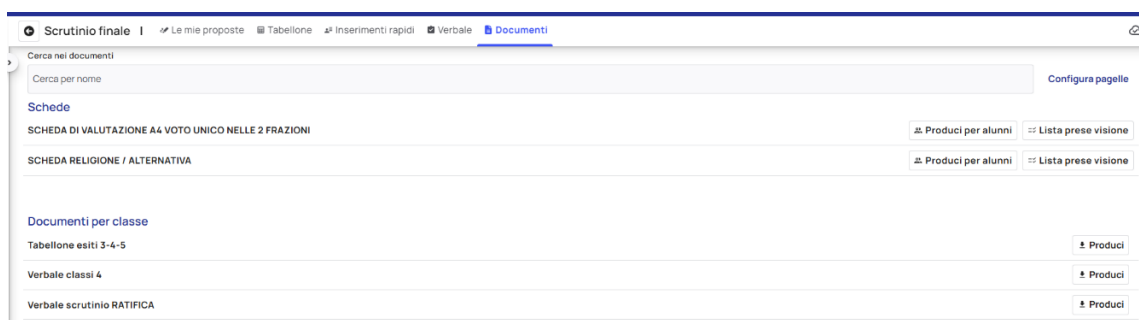 Scrutinio finale | Le mie proposte Tabellone Inserimenti rapidi Verbale Documenti
Cerca nei documenti
Cerca per nome Configura pagelle
Schede
SCHEDA DI VALUTAZIONE A4 VOTO UNICO NELLE 2 FRAZIONI Produci per alunni Lista prese visione
SCHEDA RELIGIONE / ALTERNATIVA Produci per alunni Lista prese visione
Documenti per classe
Tabellone esiti 3-4-5 Produci
Verbale classi 4 Produci
Verbale scrutinio RATIFICA Produci